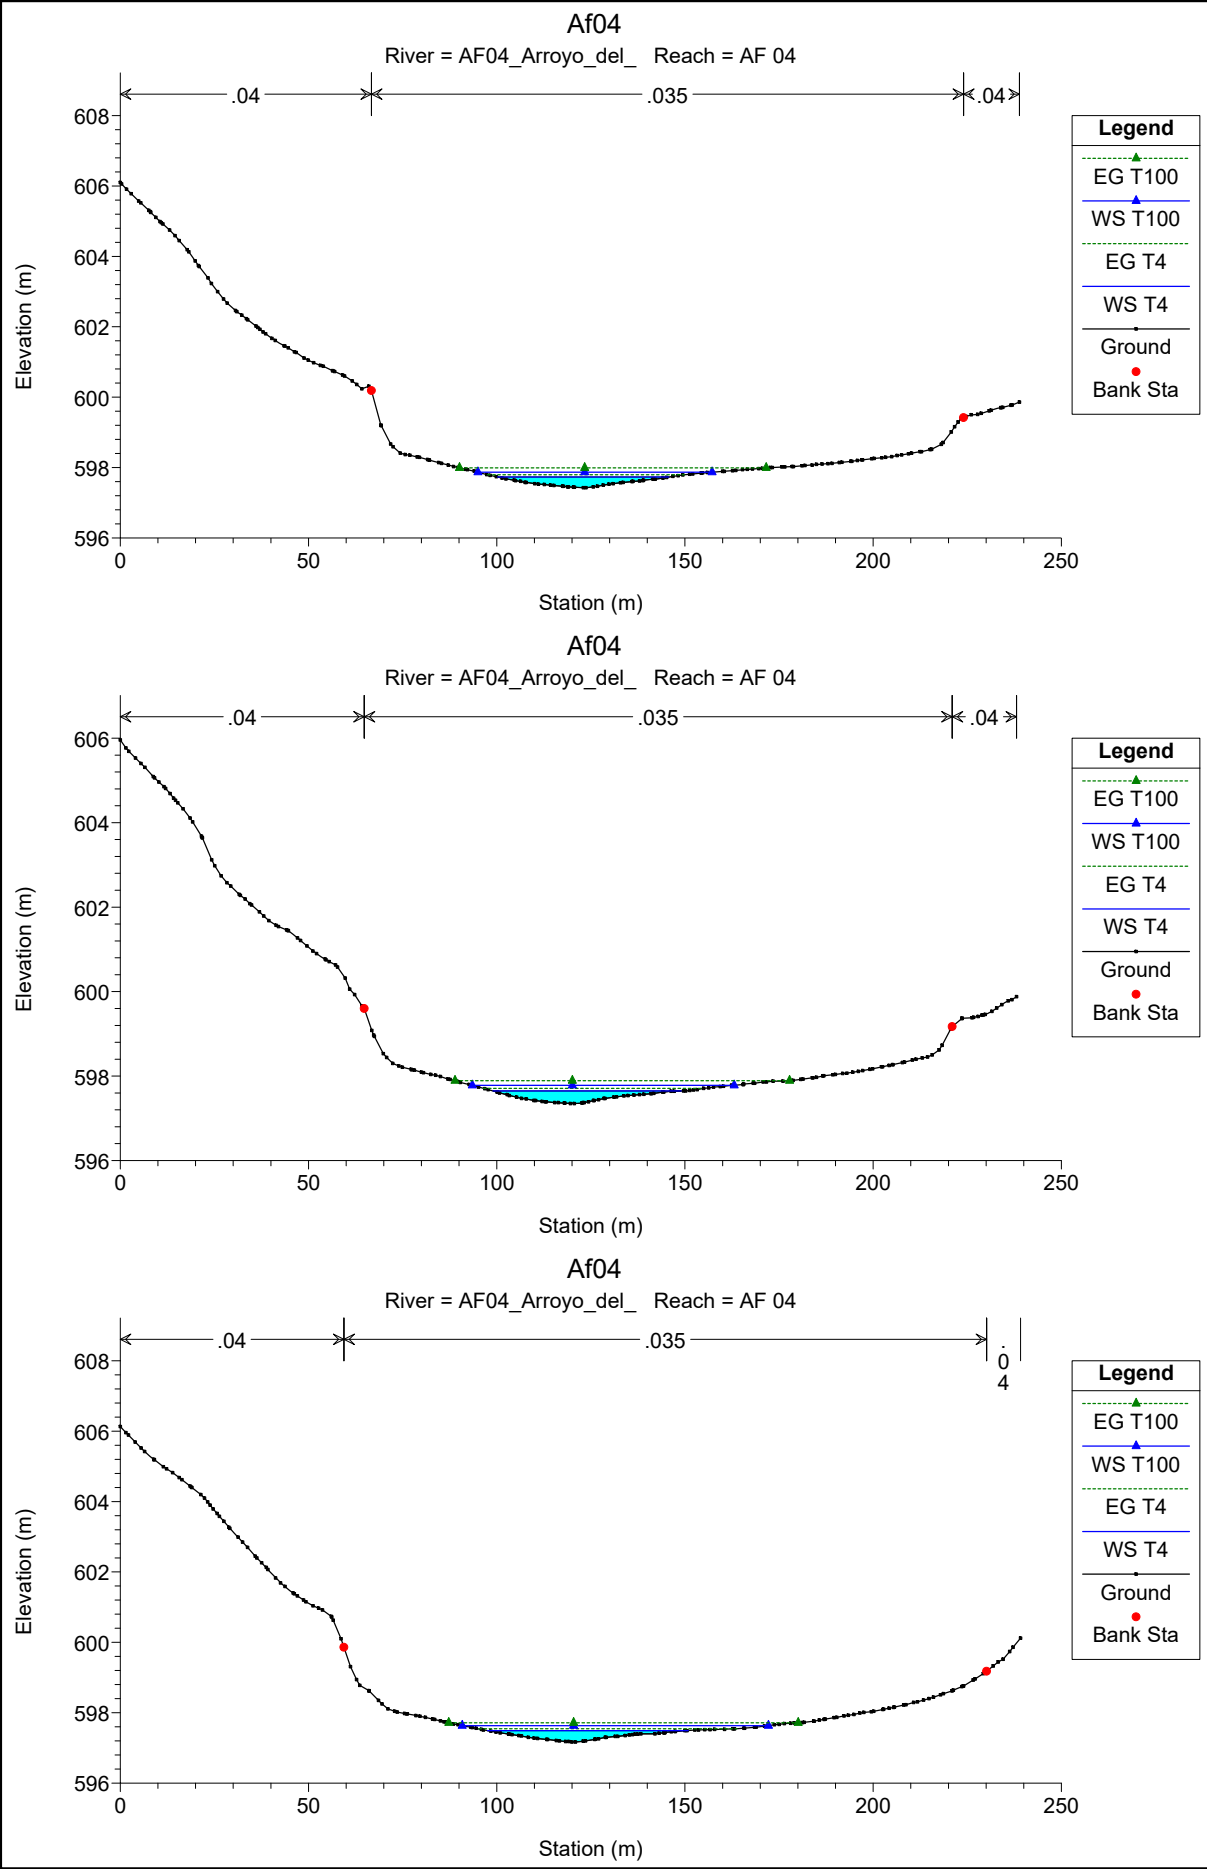 Af04
River = AF04_Arroyo_del_ Reach = AF 04
.04 .035 .04
608
606
604
602
600
598
596
Elevation (m)
0 50 100 150 200 250
Station (m)
Legend
EG T100
WS T100
EG T4
WS T4
Ground
Bank Sta
Af04
River = AF04_Arroyo_del_ Reach = AF 04
.04 .035 .04
606
604
602
600
598
596
Elevation (m)
0 50 100 150 200 250
Station (m)
Legend
EG T100
WS T100
EG T4
WS T4
Ground
Bank Sta
Af04
River = AF04_Arroyo_del_ Reach = AF 04
.04 .035 .04
608
606
604
602
600
598
596
Elevation (m)
0 50 100 150 200 250
Station (m)
Legend
EG T100
WS T100
EG T4
WS T4
Ground
Bank Sta